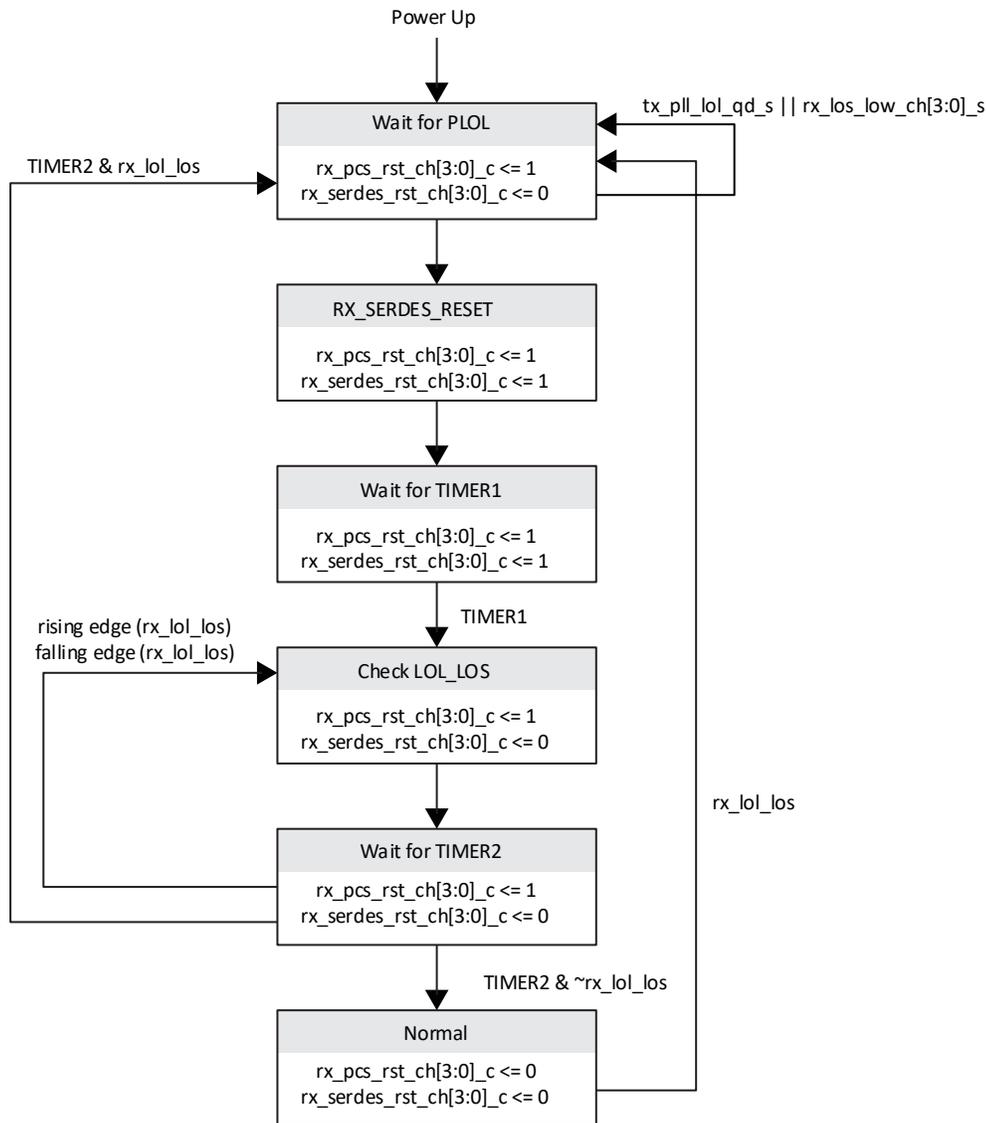 Power Up
tx_pll_lol_qd_s || rx_los_low_ch[3:0]_s
Wait for PLOL
TIMER2 & rx_lol_los
rx_pcs_rst_ch[3:0]_c <= 1
rx_serdes_rst_ch[3:0]_c <= 0
RX_SERDES_RESET
rx_pcs_rst_ch[3:0]_c <= 1
rx_serdes_rst_ch[3:0]_c <= 1
Wait for TIMER1
rx_pcs_rst_ch[3:0]_c <= 1
rx_serdes_rst_ch[3:0]_c <= 1
TIMER1
rising edge (rx_lol_los)
falling edge (rx_lol_los)
Check LOL_LOS
rx_pcs_rst_ch[3:0]_c <= 1
rx_serdes_rst_ch[3:0]_c <= 0
rx_lol_los
Wait for TIMER2
rx_pcs_rst_ch[3:0]_c <= 1
rx_serdes_rst_ch[3:0]_c <= 0
TIMER2 & ~rx_lol_los
Normal
rx_pcs_rst_ch[3:0]_c <= 0
rx_serdes_rst_ch[3:0]_c <= 0